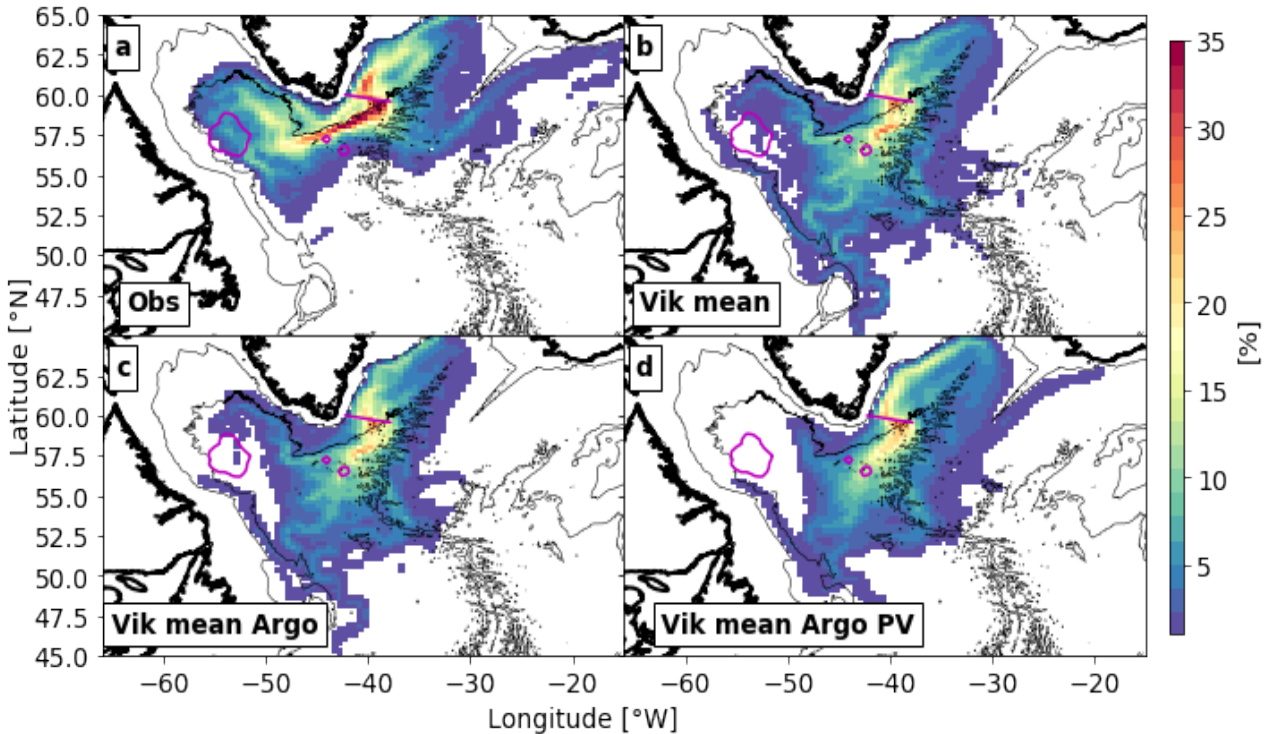 a
b
Obs
Vik mean
c
d
Vik mean Argo
Vik mean Argo PV
65.0
62.5
60.0
57.5
55.0
52.5
50.0
47.5
62.5
60.0
57.5
55.0
52.5
50.0
47.5
45.0
Latitude [°N]
−60 −50 −40 −30 −20 −60 −50 −40 −30 −20
Longitude [°W]
35
30
25
20
15
10
5
[%]